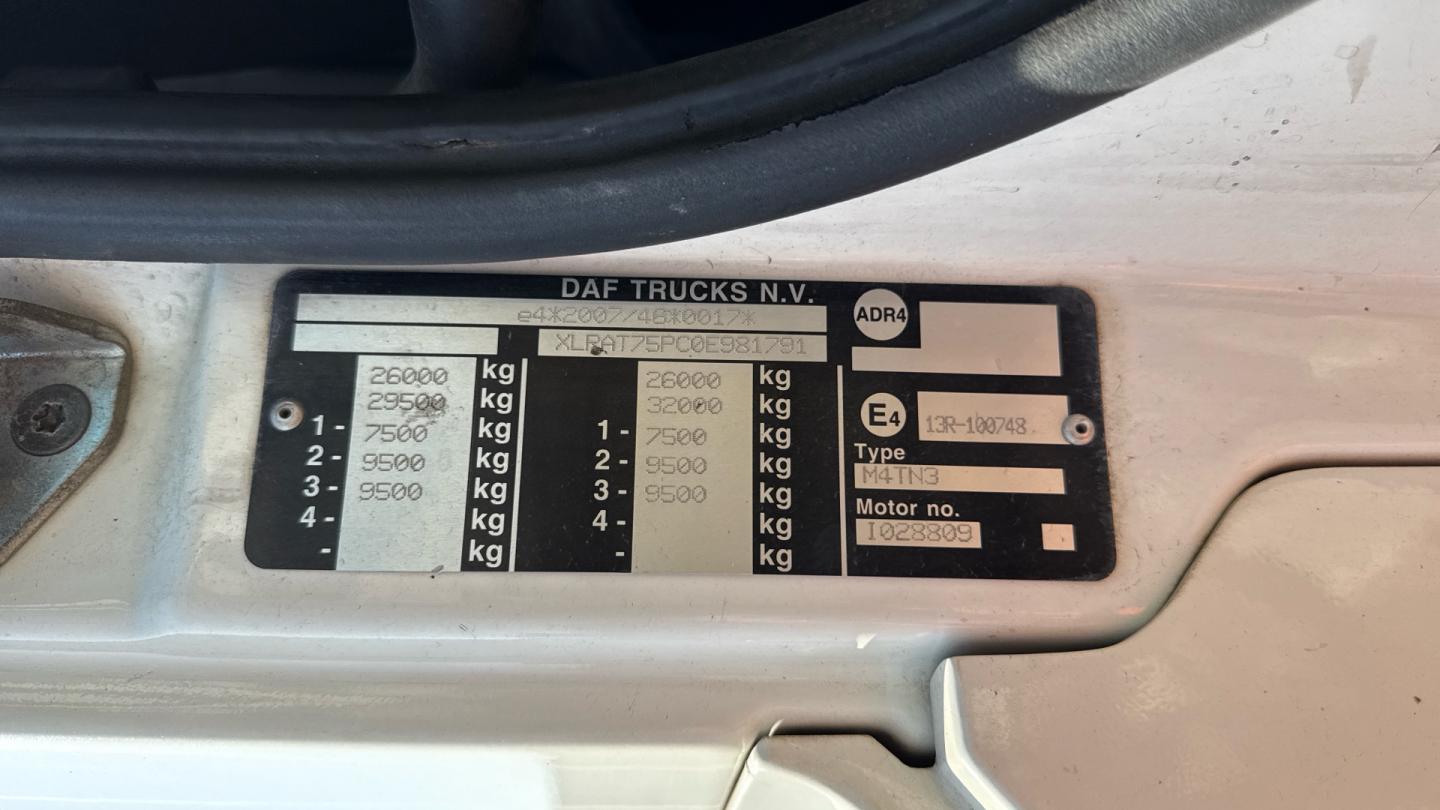 DAF TRUCKS N.V.
e4*2007/46*0017*
XLRAT75PC0E981791
26000 kg
29500 kg
1 - 7500 kg
2 - 9500 kg
3 - 9500 kg
4 - kg
- kg
26000 kg
32000 kg
1 - 7500 kg
2 - 9500 kg
3 - 9500 kg
4 - kg
- kg
ADR4
E4 13R-100748
Type
M4TN3
Motor no.
I028809